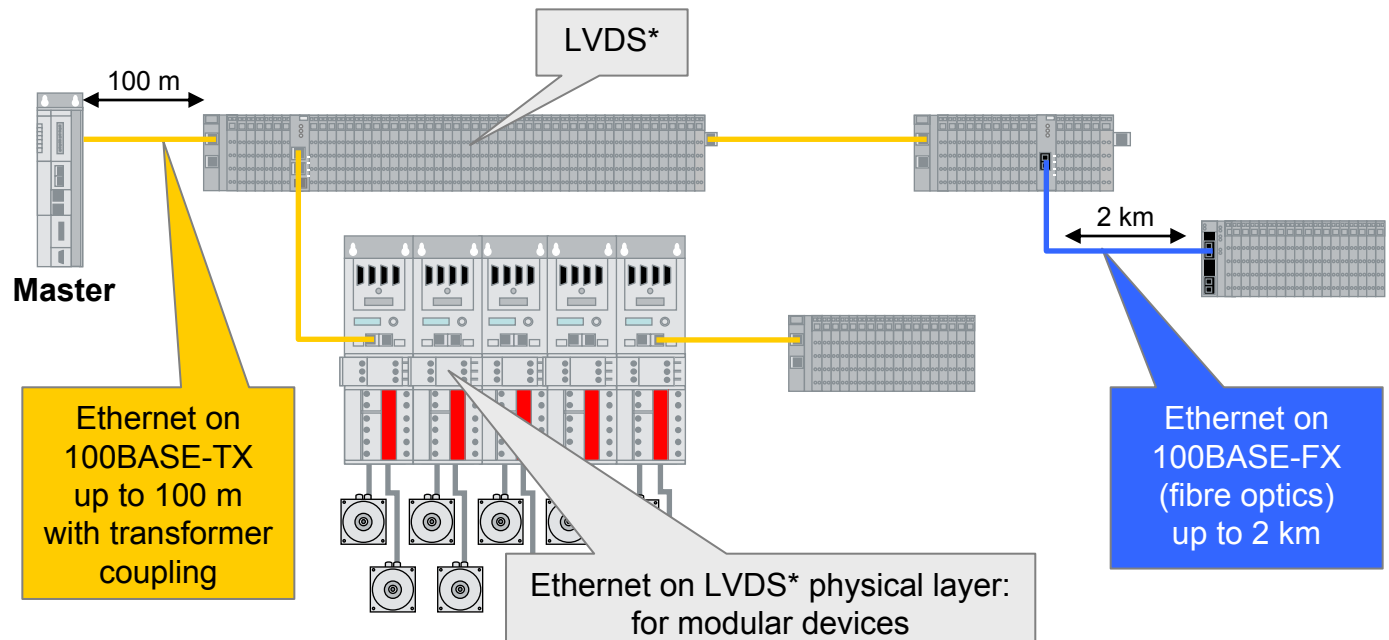 LVDS*
100 m
2 km
Master
Ethernet on
100BASE-TX
up to 100 m
with transformer
coupling
Ethernet on
100BASE-FX
(fibre optics)
up to 2 km
Ethernet on LVDS* physical layer:
for modular devices